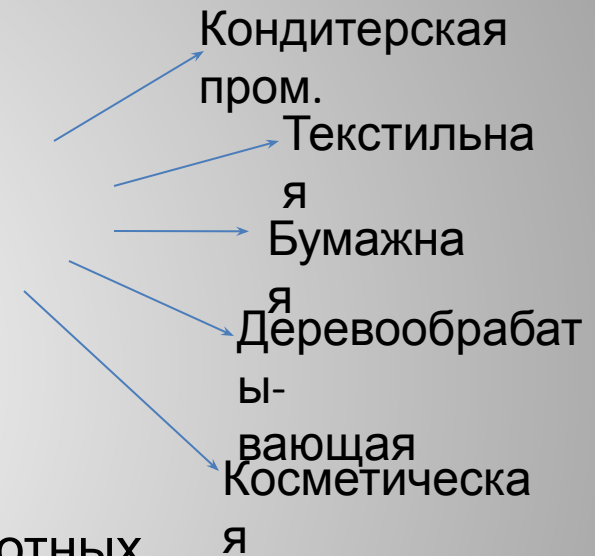 Кондитерская
пром.
Текстильна
я
Бумажна
я
Деревообрабат
ы-
вающая
Косметическа
я